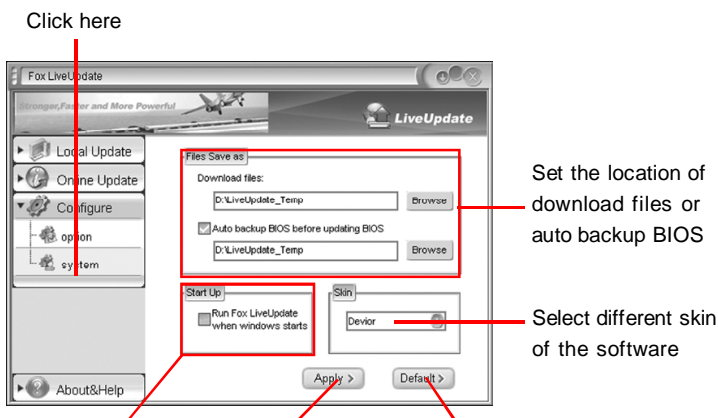 Click here
Fox LiveUpdate
Stronger,Faster and More Powerful
LiveUpdate
Local Update
Online Update
Configure
option
system
About&Help
Files Save as
Download files:
D:\LiveUpdate_Temp
Browse
Auto backup BIOS before updating BIOS
D:\LiveUpdate_Temp
Browse
Start Up
Run Fox LiveUpdate
when windows starts
Skin
Devior
Apply >
Default >
Set the location of
download files or
auto backup BIOS
Select different skin
of the software